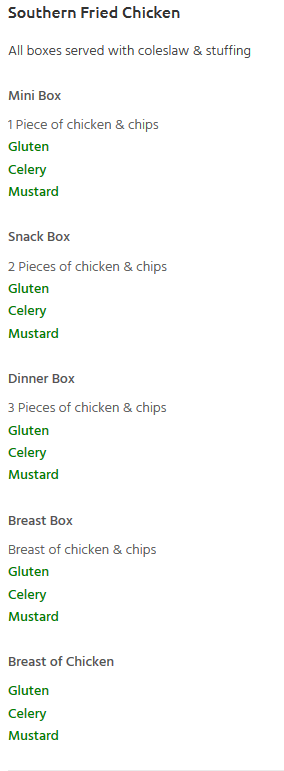 Southern Fried Chicken
All boxes served with coleslaw & stuffing
Mini Box
1 Piece of chicken & chips
Gluten
Celery
Mustard
Snack Box
2 Pieces of chicken & chips
Gluten
Celery
Mustard
Dinner Box
3 Pieces of chicken & chips
Gluten
Celery
Mustard
Breast Box
Breast of chicken & chips
Gluten
Celery
Mustard
Breast of Chicken
Gluten
Celery
Mustard